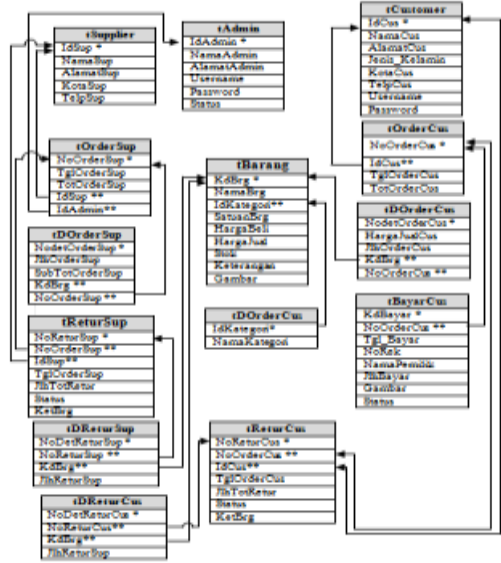 tSupplier
IdSup *
NamaSup
AlamatSup
KotaSup
TelpSup
tAdmin
IdAdmin *
NamaAdmin
AlamatAdmin
Username
Password
Status
tCustomer
IdCus *
NamaCus
AlamatCus
Jenis_Kelamin
KotaCus
TelpCus
Username
Password
tOrderSup
NoOrderSup *
TglOrderSup
TotOrderSup
IdSup **
IdAdmin**
tBarang
KdBrg *
NamaBrg
IdKategori**
SatuanBrg
HargaBeli
HargaJual
Stok
Keterangan
Gambar
tOrderCus
NoOrderCus *
IdCus**
TglOrderCus
TotOrderCus
tDOrderSup
NodetOrderSup *
JlhOrderSup
SubTotOrderSup
KdBrg **
NoOrderSup **
tDOrderCus
NodetOrderCus *
HargaJualCus
JlhOrderCus
KdBrg **
NoOrderCus **
tReturSup
NoReturSup *
NoOrderSup **
IdSup**
TglOrderSup
JlhTotRetur
Status
KetBrg
tDOrderCus
IdKategori*
NamaKategori
tBayarCus
KdBayar *
NoOrderCus **
Tgl_Bayar
NoRek
NamaPemilik
JlhBayar
Gambar
Status
tDReturSup
NoDetReturSup *
NoReturSup **
KdBrg**
JlhReturSup
tReturCus
NoReturCus *
NoOrderCus **
IdCus**
TglOrderCus
JlhTotRetur
Status
KetBrg
tDReturCus
NoDetReturCus *
NoReturCus**
KdBrg**
JlhReturSup